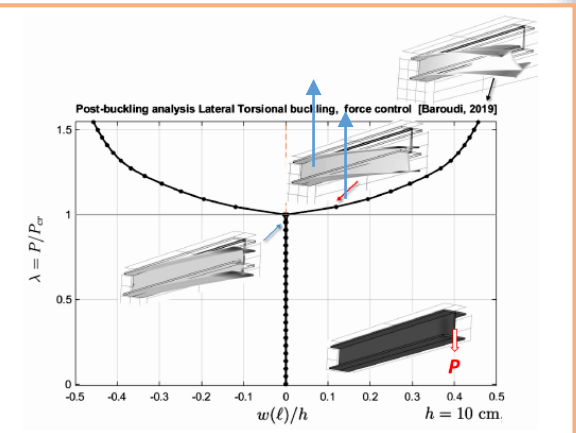 Post-buckling analysis Lateral Torsional buckling, force control [Baroudi, 2019]
1.5
1
0.5
0
λ = P/P_cr
P
-0.5 -0.4 -0.3 -0.2 -0.1 0 0.1 0.2 0.3 0.4 0.5
w(ℓ)/h
h = 10 cm.